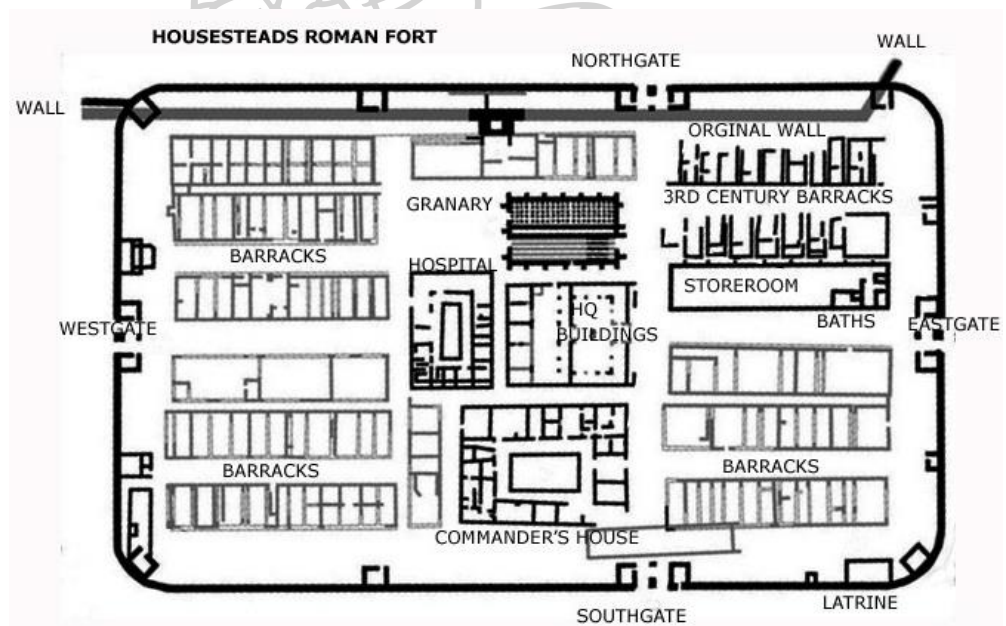 HOUSESTEADS ROMAN FORT
WALL
NORTHGATE
WALL
ORGINAL WALL
GRANARY
3RD CENTURY BARRACKS
BARRACKS
HOSPITAL
STOREROOM
HQ
BUILDINGS
BATHS
WESTGATE
EASTGATE
BARRACKS
BARRACKS
COMMANDER'S HOUSE
LATRINE
SOUTHGATE